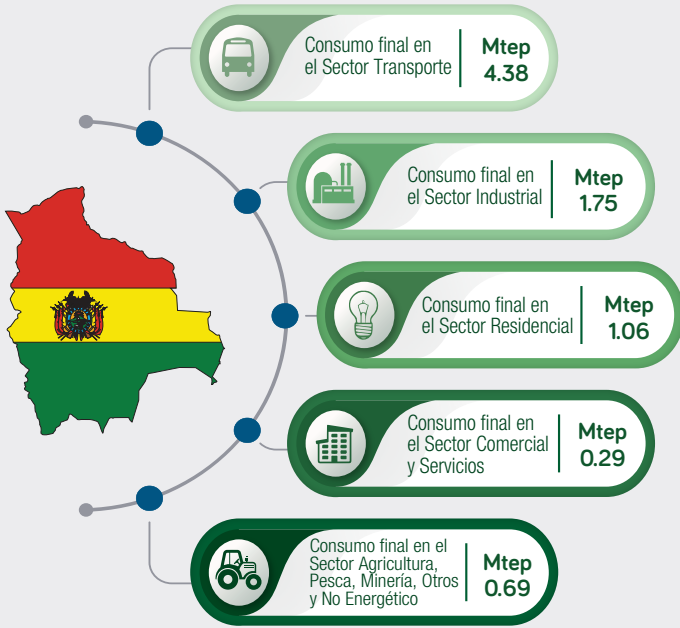 Consumo final en
el Sector Transporte
Mtep
4.38
Consumo final en
el Sector Industrial
Mtep
1.75
Consumo final en
el Sector Residencial
Mtep
1.06
Consumo final en
el Sector Comercial
y Servicios
Mtep
0.29
Consumo final en el
Sector Agricultura,
Pesca, Minería, Otros
y No Energético
Mtep
0.69